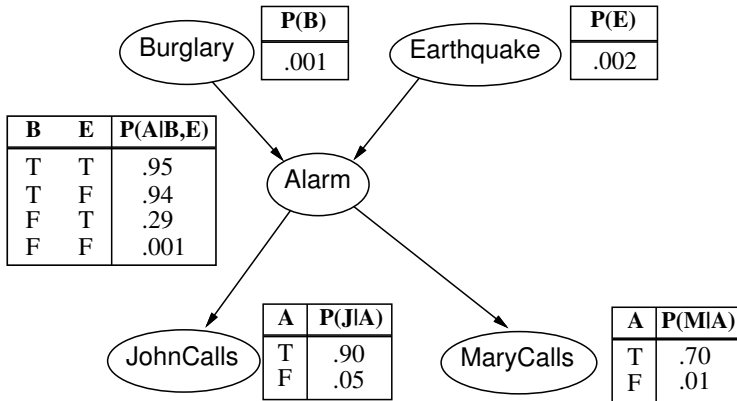 Burglary
P(B)
.001
Earthquake
P(E)
.002
B E P(A|B,E)
T T .95
T F .94
F T .29
F F .001
Alarm
JohnCalls
A P(J|A)
T .90
F .05
MaryCalls
A P(M|A)
T .70
F .01